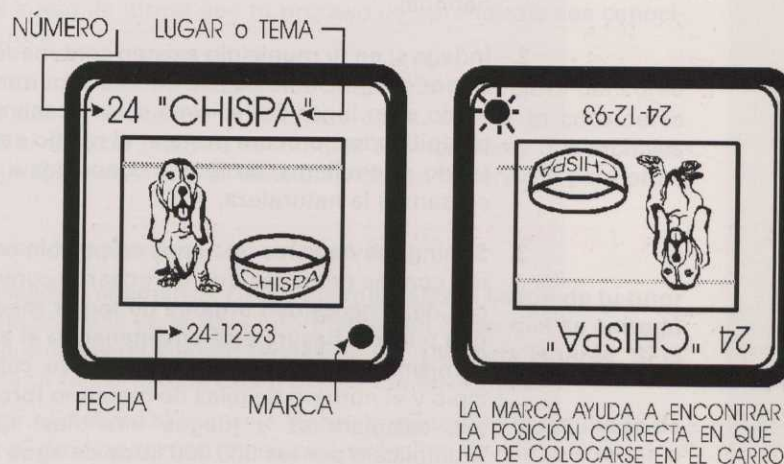 NÚMERO
LUGAR o TEMA
24 "CHISPA"
CHISPA
24-12-93
FECHA
MARCA
24-12-93
CHISPA
24 "CHISPA"
LA MARCA AYUDA A ENCONTRAR
LA POSICIÓN CORRECTA EN QUE
HA DE COLOCARSE EN EL CARRO